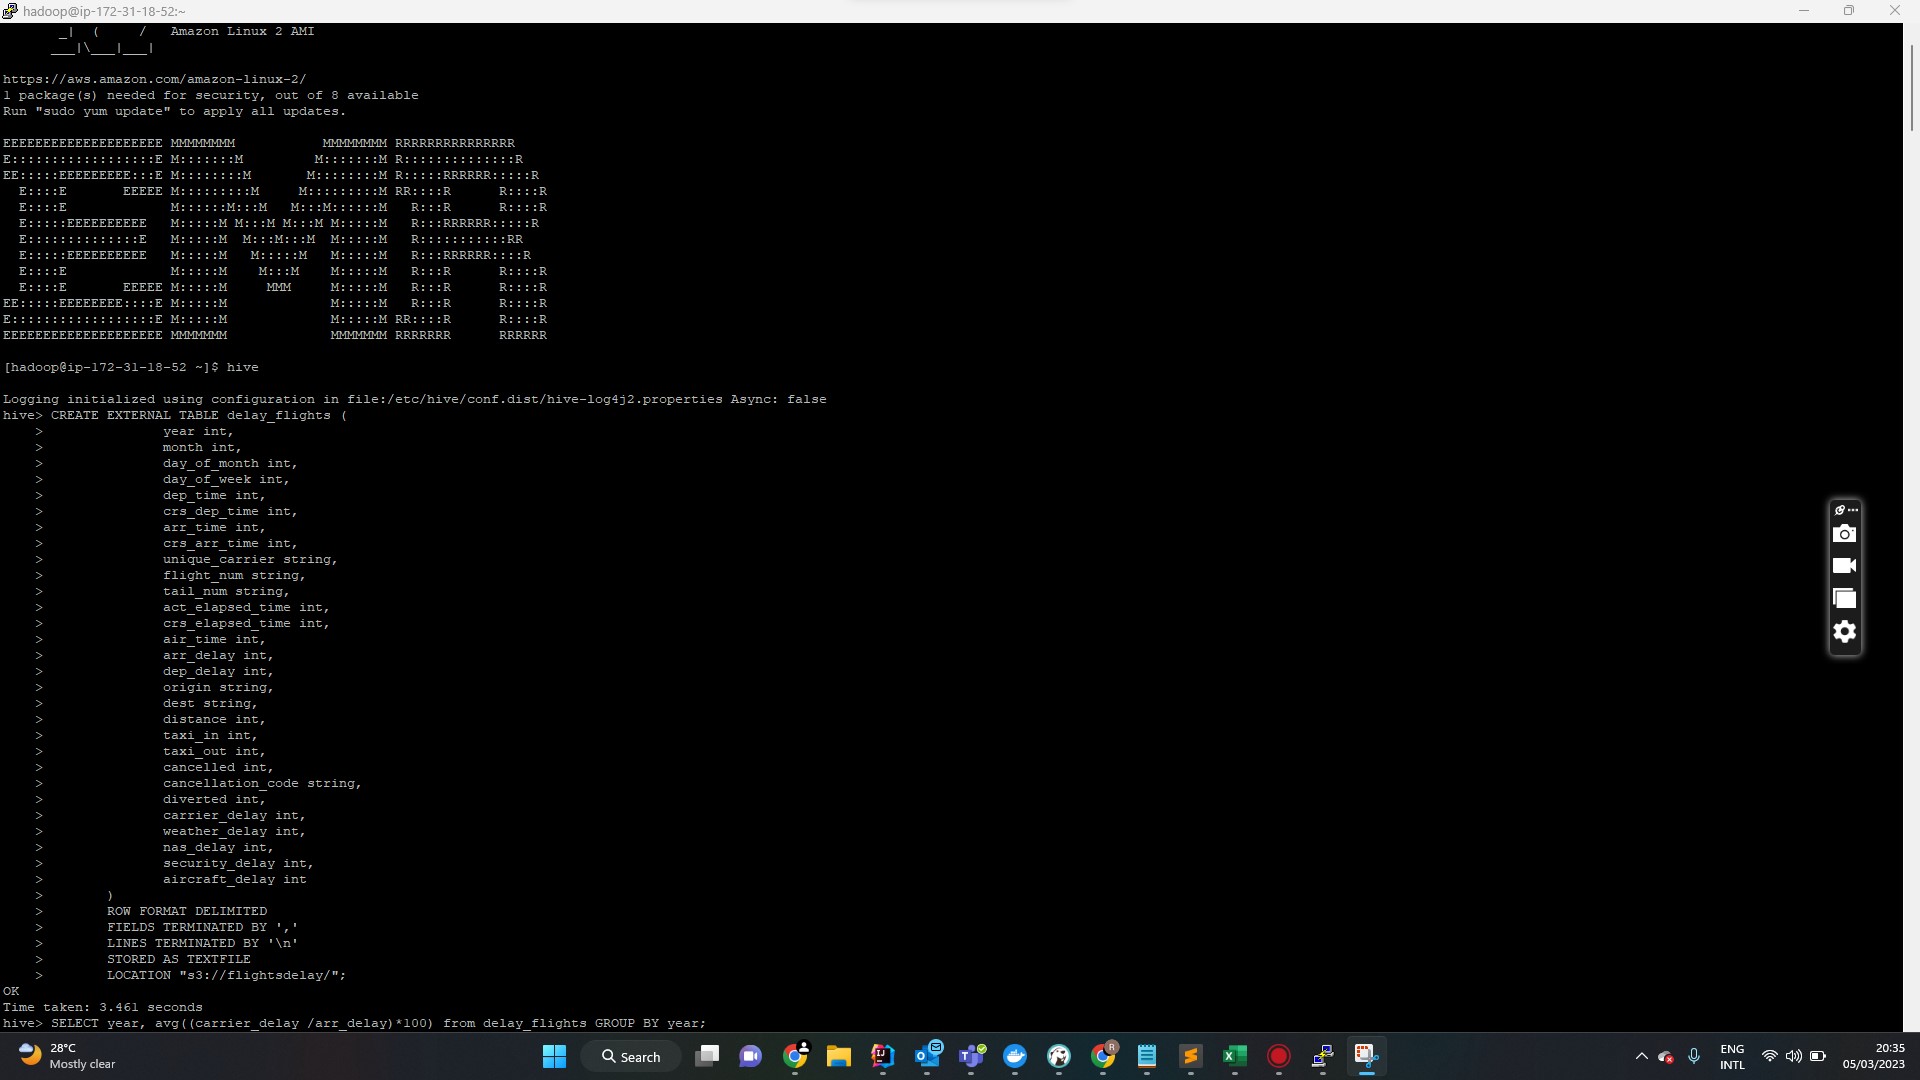 hadoop@ip-172-31-18-52:~
_|  (     /   Amazon Linux 2 AMI
___|\___|___|
https://aws.amazon.com/amazon-linux-2/
1 package(s) needed for security, out of 8 available
Run "sudo yum update" to apply all updates.
EEEEEEEEEEEEEEEEEEEE MMMMMMMM           MMMMMMMM RRRRRRRRRRRRRRR
E::::::::::::::::::E M:::::::M         M:::::::M R::::::::::::::R
EE:::::EEEEEEEEE:::E M::::::::M       M::::::::M R:::::RRRRRR:::::R
  E::::E       EEEEE M:::::::::M     M:::::::::M RR::::R      R::::R
  E::::E             M::::::M:::M   M:::M::::::M   R:::R      R::::R
  E:::::EEEEEEEEEE   M:::::M M:::M M:::M M:::::M   R:::RRRRRR:::::R
  E::::::::::::::E   M:::::M  M:::M:::M  M:::::M   R:::::::::::RR
  E:::::EEEEEEEEEE   M:::::M   M:::::M   M:::::M   R:::RRRRRR::::R
  E::::E             M:::::M    M:::M    M:::::M   R:::R      R::::R
  E::::E       EEEEE M:::::M     MMM     M:::::M   R:::R      R::::R
EE:::::EEEEEEEE::::E M:::::M             M:::::M   R:::R      R::::R
E::::::::::::::::::E M:::::M             M:::::M RR::::R      R::::R
EEEEEEEEEEEEEEEEEEEE MMMMMMM             MMMMMMM RRRRRRR      RRRRRR
[hadoop@ip-172-31-18-52 ~]$ hive
Logging initialized using configuration in file:/etc/hive/conf.dist/hive-log4j2.properties Async: false
hive> CREATE EXTERNAL TABLE delay_flights (
    >               year int,
    >               month int,
    >               day_of_month int,
    >               day_of_week int,
    >               dep_time int,
    >               crs_dep_time int,
    >               arr_time int,
    >               crs_arr_time int,
    >               unique_carrier string,
    >               flight_num string,
    >               tail_num string,
    >               act_elapsed_time int,
    >               crs_elapsed_time int,
    >               air_time int,
    >               arr_delay int,
    >               dep_delay int,
    >               origin string,
    >               dest string,
    >               distance int,
    >               taxi_in int,
    >               taxi_out int,
    >               cancelled int,
    >               cancellation_code string,
    >               diverted int,
    >               carrier_delay int,
    >               weather_delay int,
    >               nas_delay int,
    >               security_delay int,
    >               aircraft_delay int
    >        )
    >        ROW FORMAT DELIMITED
    >        FIELDS TERMINATED BY ','
    >        LINES TERMINATED BY '\n'
    >        STORED AS TEXTFILE
    >        LOCATION "s3://flightsdelay/";
OK
Time taken: 3.461 seconds
hive> SELECT year, avg((carrier_delay /arr_delay)*100) from delay_flights GROUP BY year;
28°C
Mostly clear
Search
R
ENG
INTL
20:35
05/03/2023